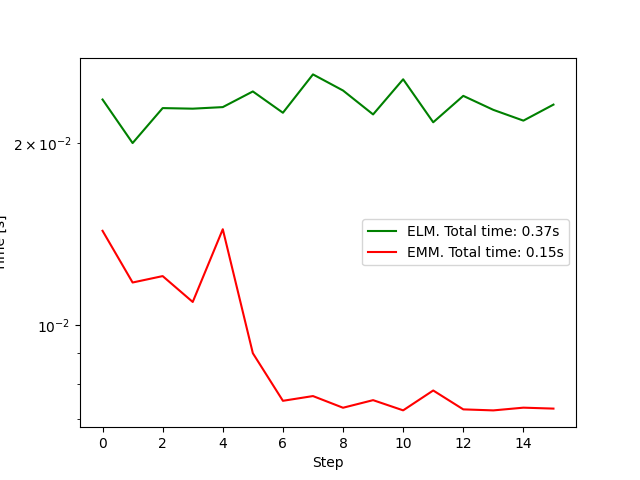 2 × 10⁻²
10⁻²
Time [s]
ELM. Total time: 0.37s
EMM. Total time: 0.15s
0 2 4 6 8 10 12 14
Step